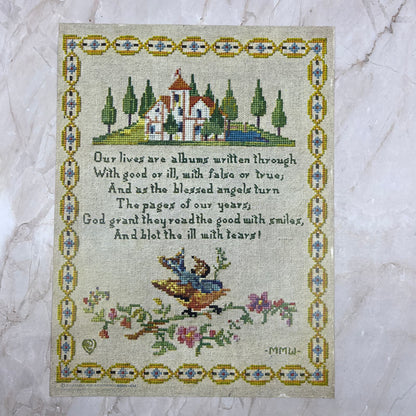 Our lives are albums written through
With good or ill, with false or true;
And as the blessed angels turn
The pages of our years;
God grant they read the good with smiles,
And blot the ill with tears!
-MMW-